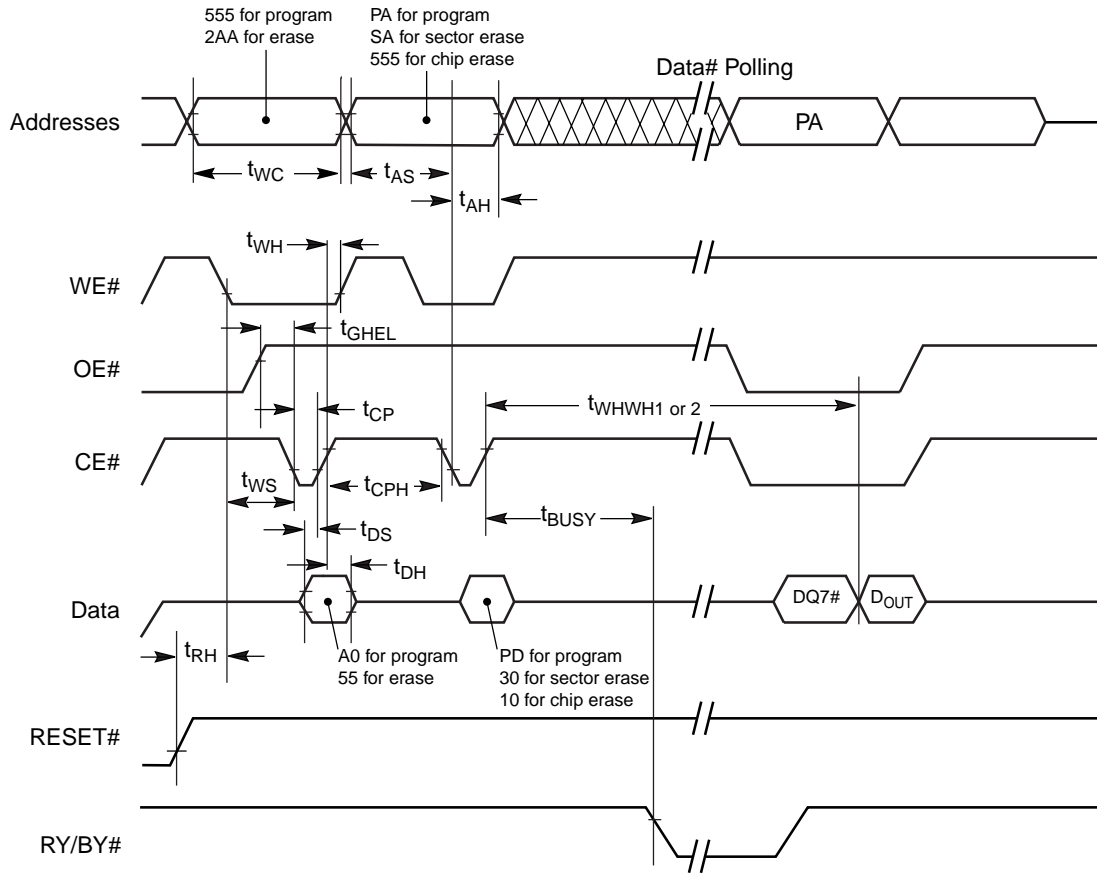 555 for program
2AA for erase
PA for program
SA for sector erase
555 for chip erase
Data# Polling
Addresses
PA
tWC
tAS
tAH
tWH
WE#
tGHEL
OE#
tWHWH1 or 2
tCP
CE#
tWS
tCPH
tBUSY
tDS
tDH
Data
DQ7#
DOUT
tRH
A0 for program
55 for erase
PD for program
30 for sector erase
10 for chip erase
RESET#
RY/BY#